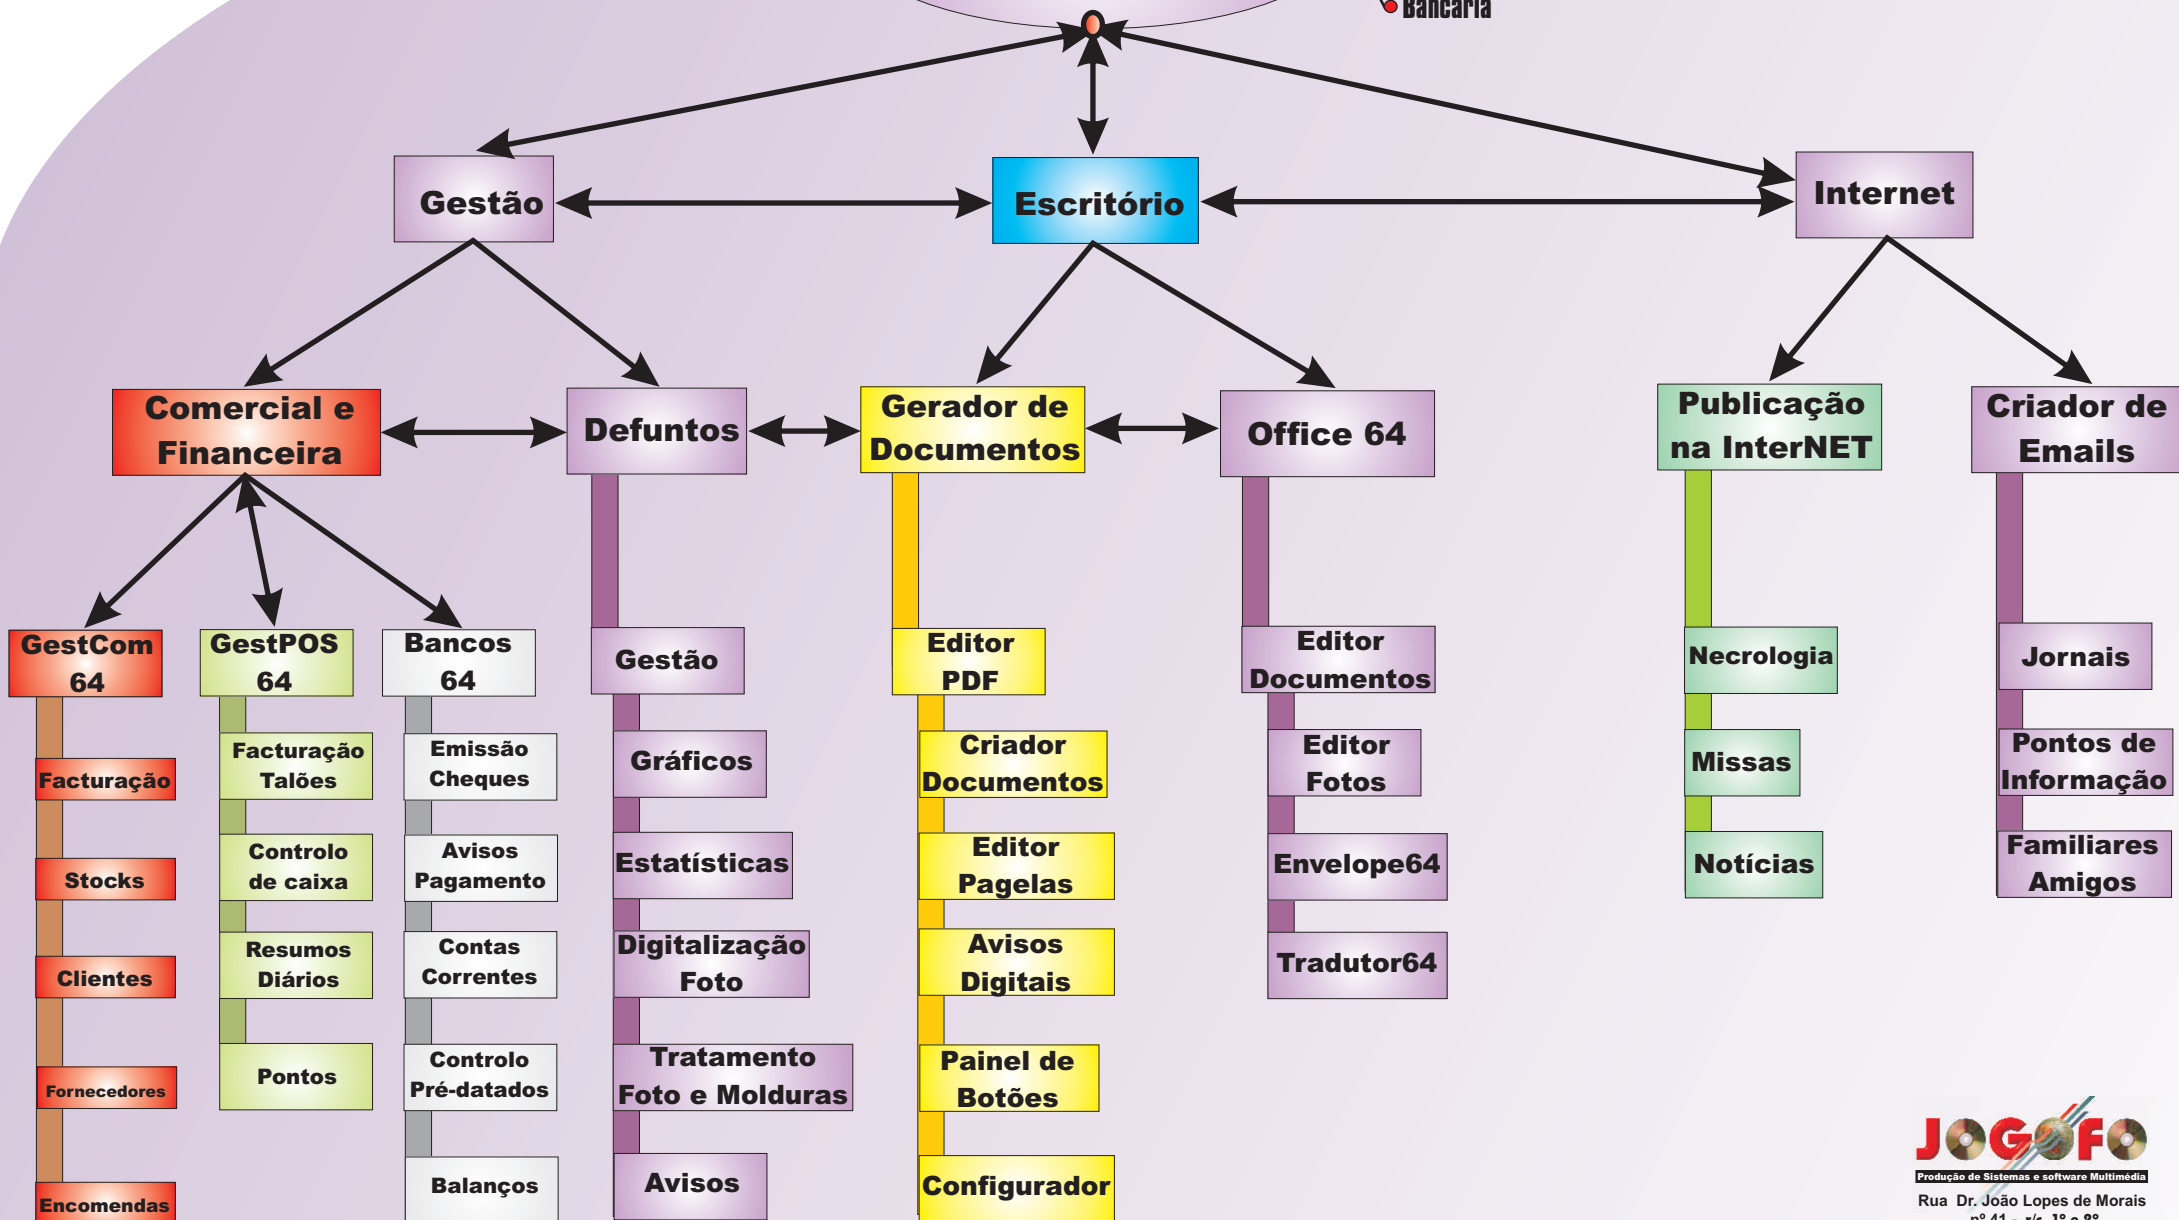 Bancária
Gestão
Escritório
Internet
Comercial e
Financeira
Defuntos
Gerador de
Documentos
Office 64
Publicação
na InterNET
Criador de
Emails
GestCom
64
Facturação
Stocks
Clientes
Fornecedores
Encomendas
GestPOS
64
Facturação
Talões
Controlo
de caixa
Resumos
Diários
Pontos
Bancos
64
Emissão
Cheques
Avisos
Pagamento
Contas
Correntes
Controlo
Pré-datados
Balanços
Gestão
Gráficos
Estatísticas
Digitalização
Foto
Tratamento
Foto e Molduras
Avisos
Editor
PDF
Criador
Documentos
Editor
Pagelas
Avisos
Digitais
Painel de
Botões
Configurador
Editor
Documentos
Editor
Fotos
Envelope64
Tradutor64
Necrologia
Missas
Notícias
Jornais
Pontos de
Informação
Familiares
Amigos
JOGOFO
Produção de Sistemas e software Multimédia
Rua Dr. João Lopes de Morais
nº 41 - r/c, 1º e 2º